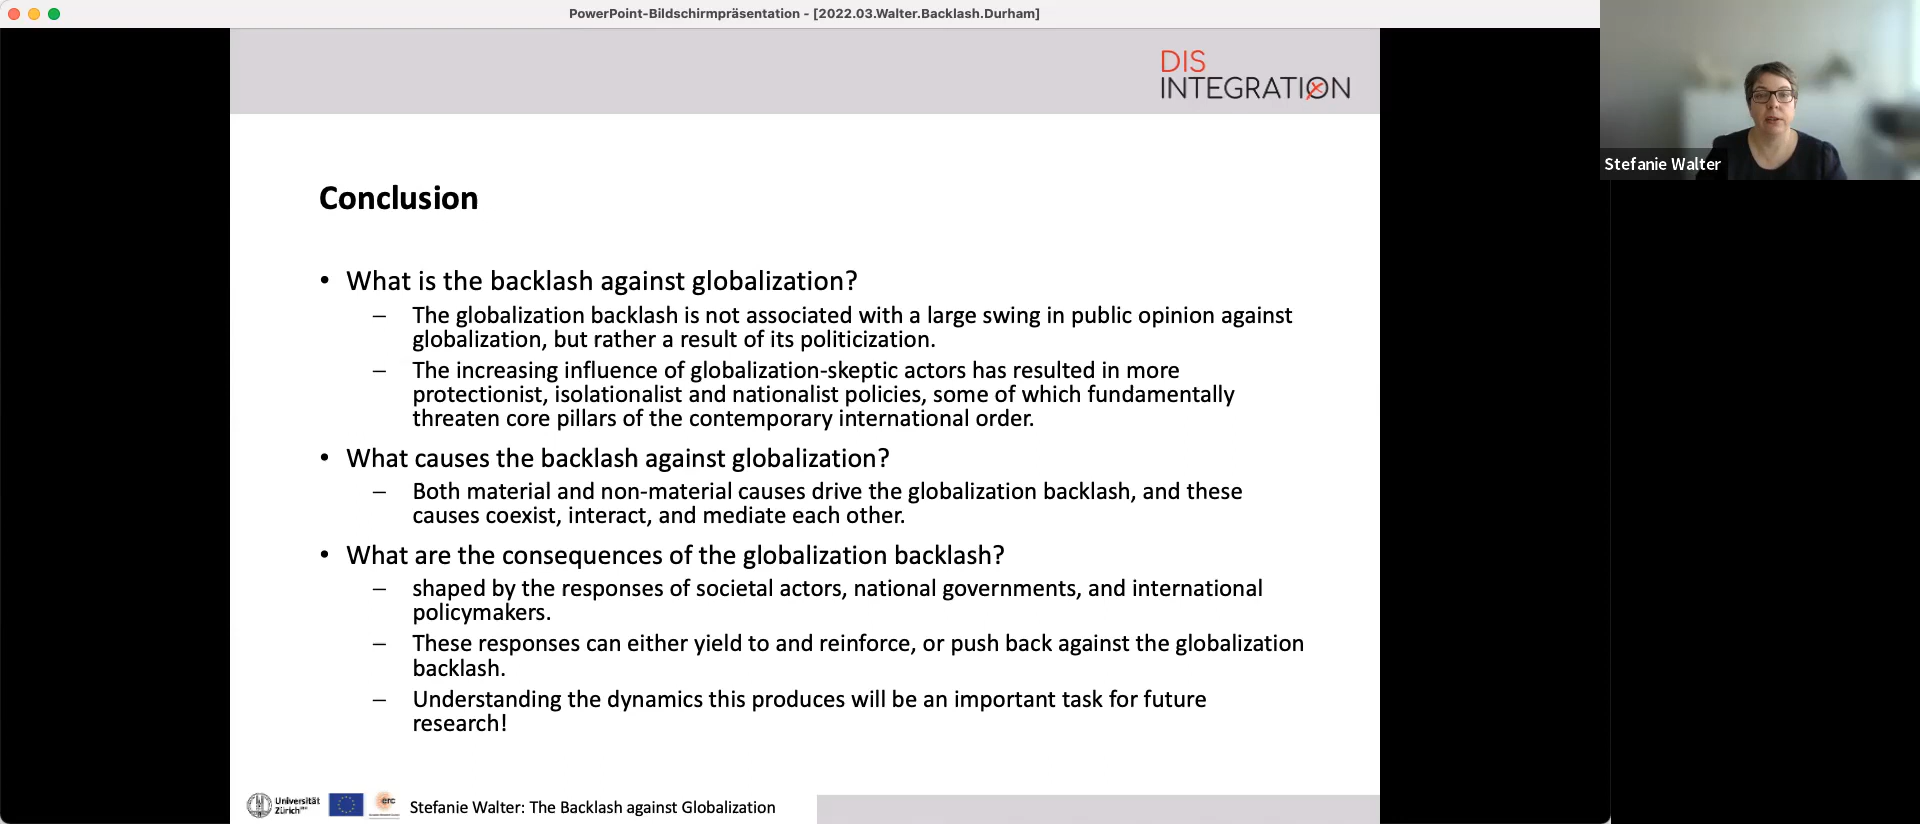 PowerPoint-Bildschirmpräsentation - [2022.03.Walter.Backlash.Durham]
DIS
INTEGRATION
Stefanie Walter
Conclusion
• What is the backlash against globalization?
– The globalization backlash is not associated with a large swing in public opinion against
globalization, but rather a result of its politicization.
– The increasing influence of globalization-skeptic actors has resulted in more
protectionist, isolationalist and nationalist policies, some of which fundamentally
threaten core pillars of the contemporary international order.
• What causes the backlash against globalization?
– Both material and non-material causes drive the globalization backlash, and these
causes coexist, interact, and mediate each other.
• What are the consequences of the globalization backlash?
– shaped by the responses of societal actors, national governments, and international
policymakers.
– These responses can either yield to and reinforce, or push back against the globalization
backlash.
– Understanding the dynamics this produces will be an important task for future
research!
Universität
Zürich
erc
Stefanie Walter: The Backlash against Globalization